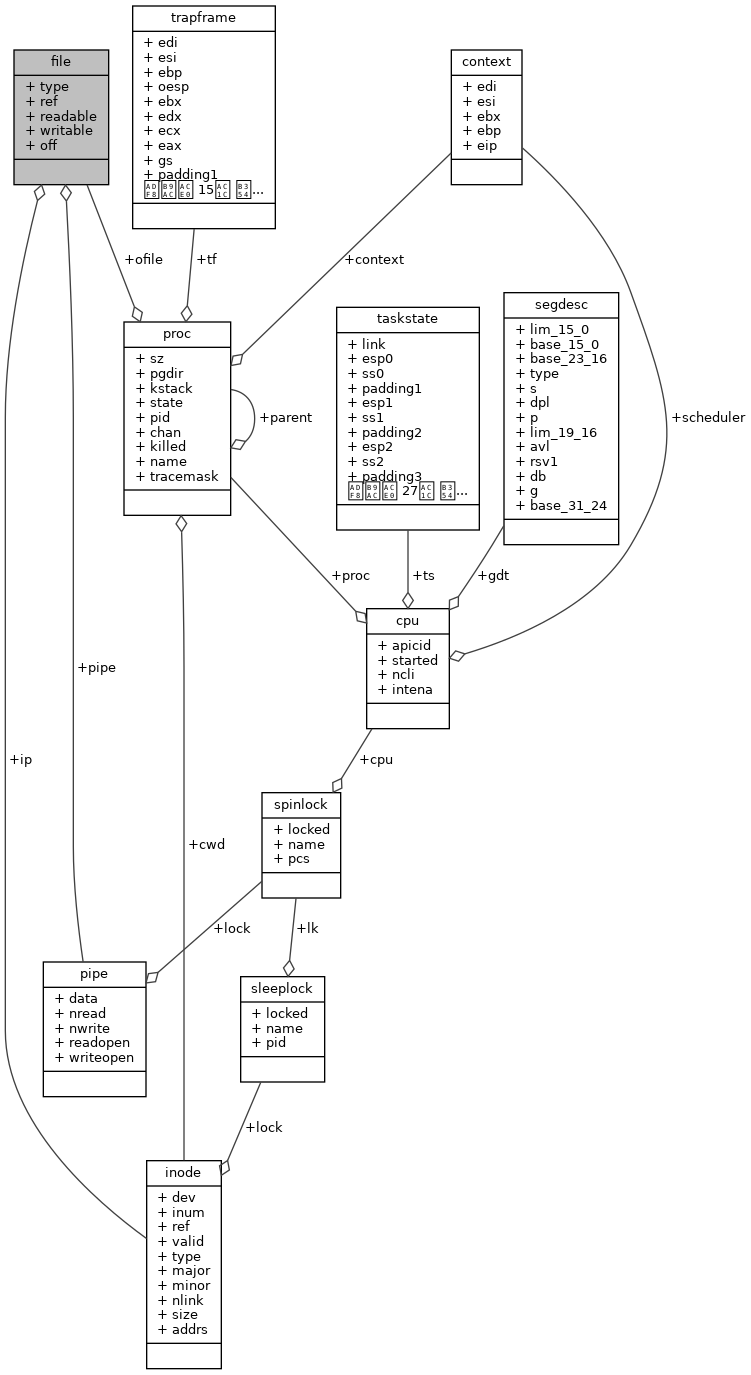 trapframe
+ edi
+ esi
+ ebp
+ oesp
+ ebx
+ edx
+ ecx
+ eax
+ gs
+ padding1
15 ...
file
+ type
+ ref
+ readable
+ writable
+ off
context
+ edi
+ esi
+ ebx
+ ebp
+ eip
+ofile
+tf
+context
segdesc
+ lim_15_0
+ base_15_0
+ base_23_16
+ type
+ s
+ dpl
+ p
+ lim_19_16
+ avl
+ rsv1
+ db
+ g
+ base_31_24
taskstate
+ link
+ esp0
+ ss0
+ padding1
+ esp1
+ ss1
+ padding2
+ esp2
+ ss2
+ padding3
27 ...
proc
+ sz
+ pgdir
+ kstack
+ state
+ pid
+ chan
+ killed
+ name
+ tracemask
+parent
+scheduler
+proc
+ts
+gdt
cpu
+ apicid
+ started
+ ncli
+ intena
+pipe
+ip
+cpu
spinlock
+ locked
+ name
+ pcs
+cwd
+lock
+lk
pipe
+ data
+ nread
+ nwrite
+ readopen
+ writeopen
sleeplock
+ locked
+ name
+ pid
+lock
inode
+ dev
+ inum
+ ref
+ valid
+ type
+ major
+ minor
+ nlink
+ size
+ addrs